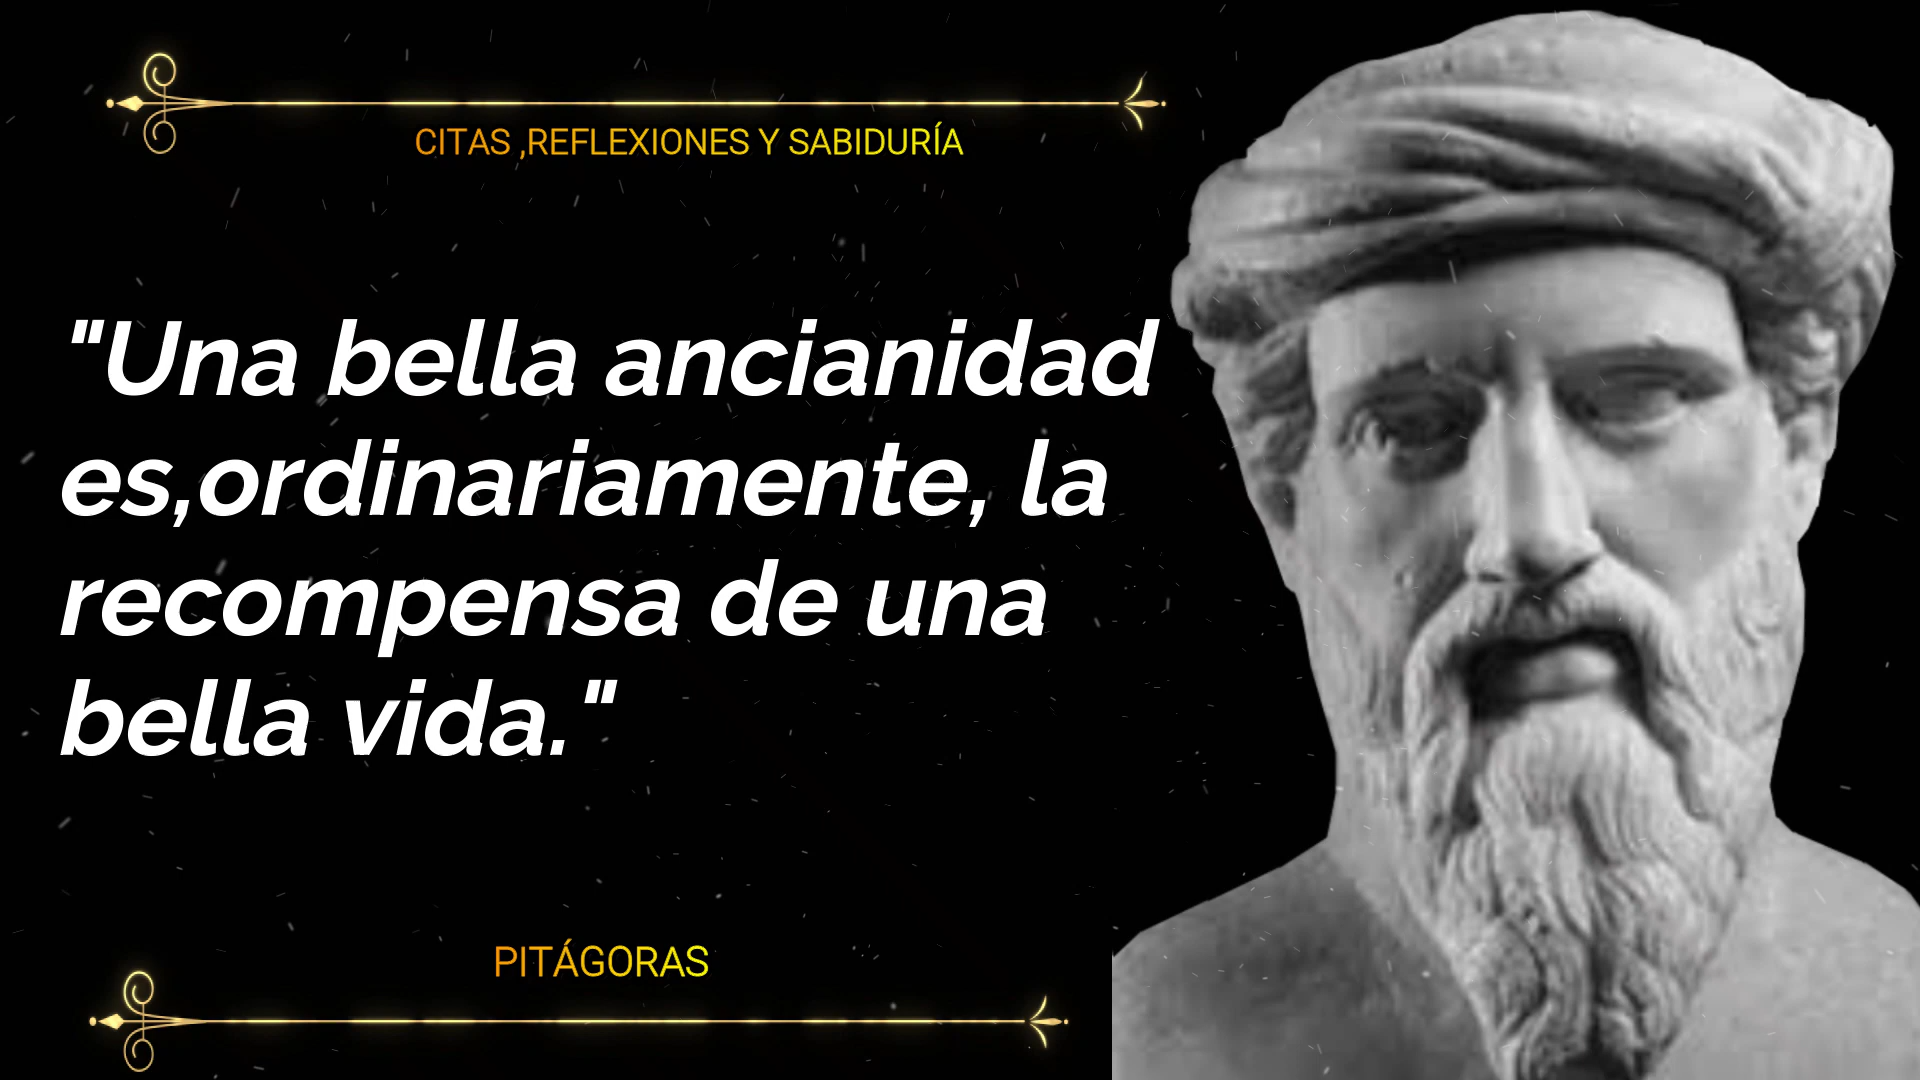 CITAS ,REFLEXIONES Y SABIDURÍA
"Una bella ancianidad
es,ordinariamente, la
recompensa de una
bella vida."
PITÁGORAS